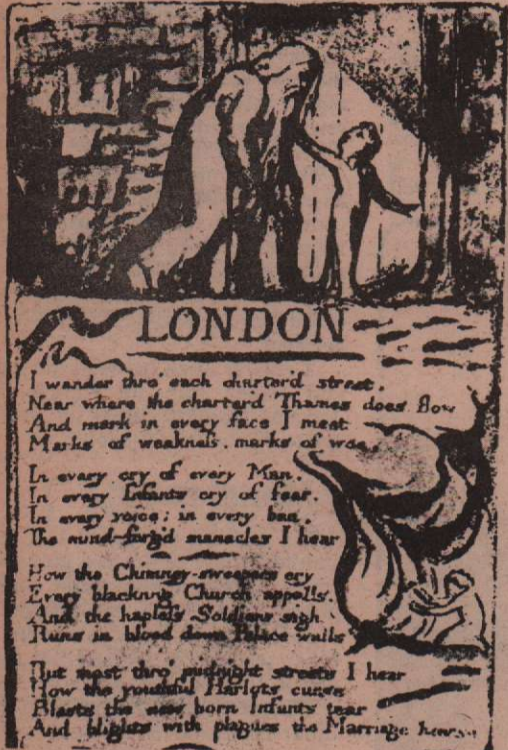 LONDON
I wander thro' each charter'd street,
Near where the charter'd Thames does flow
And mark in every face I meet
Marks of weakness, marks of woe
In every cry of every Man,
In every Infants cry of fear,
In every voice; in every ban,
The mind-forg'd manacles I hear
How the Chimney-sweepers cry
Every blackning Church appalls,
And the hapless Soldiers sigh
Runs in blood down Palace walls
But most thro' midnight streets I hear
How the youthful Harlots curse
Blasts the new born Infants tear
And blights with plagues the Marriage hearse